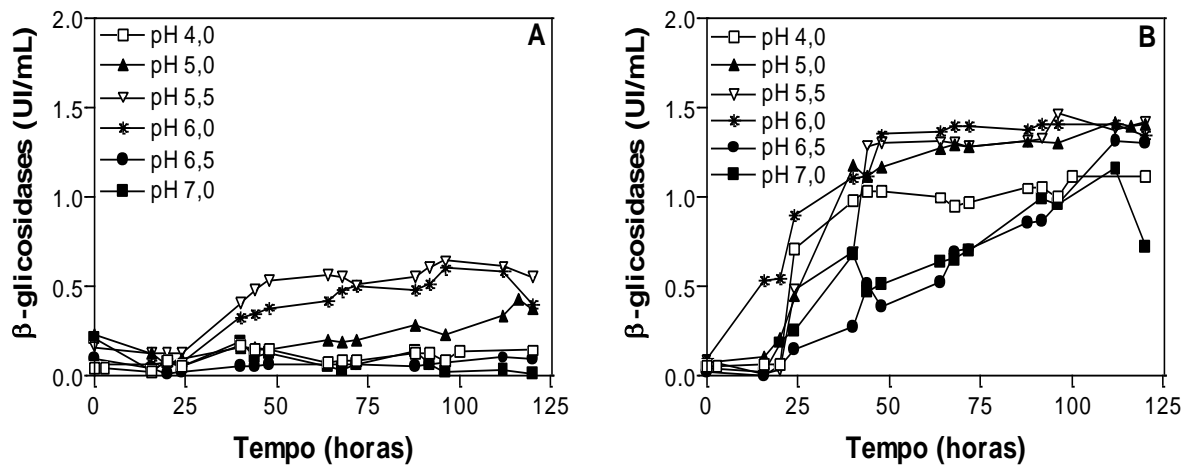 A
β-glicosidases (UI/mL)
2.0
1.5
1.0
0.5
0.0
pH 4,0
pH 5,0
pH 5,5
pH 6,0
pH 6,5
pH 7,0
0 25 50 75 100 125
Tempo (horas)
B
β-glicosidases (UI/mL)
2.0
1.5
1.0
0.5
0.0
pH 4,0
pH 5,0
pH 5,5
pH 6,0
pH 6,5
pH 7,0
0 25 50 75 100 125
Tempo (horas)